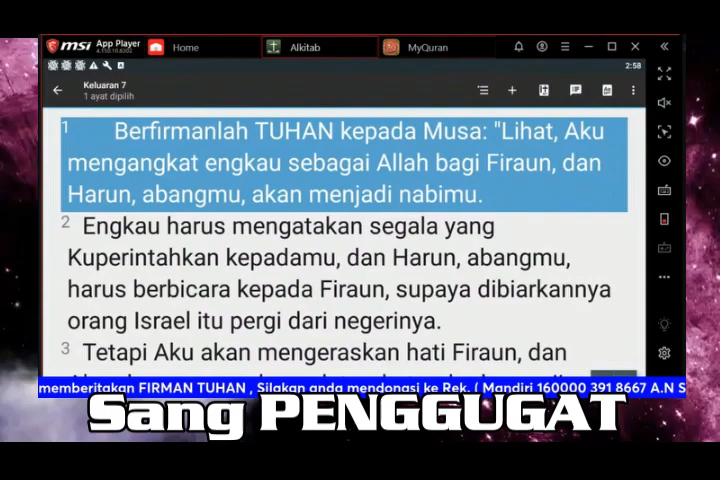 msi App Player
Home
Alkitab
MyQuran
2:58
Keluaran 7
1 ayat dipilih
1 Berfirmanlah TUHAN kepada Musa: "Lihat, Aku
mengangkat engkau sebagai Allah bagi Firaun, dan
Harun, abangmu, akan menjadi nabimu.
2 Engkau harus mengatakan segala yang
Kuperintahkan kepadamu, dan Harun, abangmu,
harus berbicara kepada Firaun, supaya dibiarkannya
orang Israel itu pergi dari negerinya.
3 Tetapi Aku akan mengeraskan hati Firaun, dan
memberitakan FIRMAN TUHAN , Silakan anda mendonasi ke Rek. ( Mandiri 160000 391 8667 A.N S
Sang PENGGUGAT